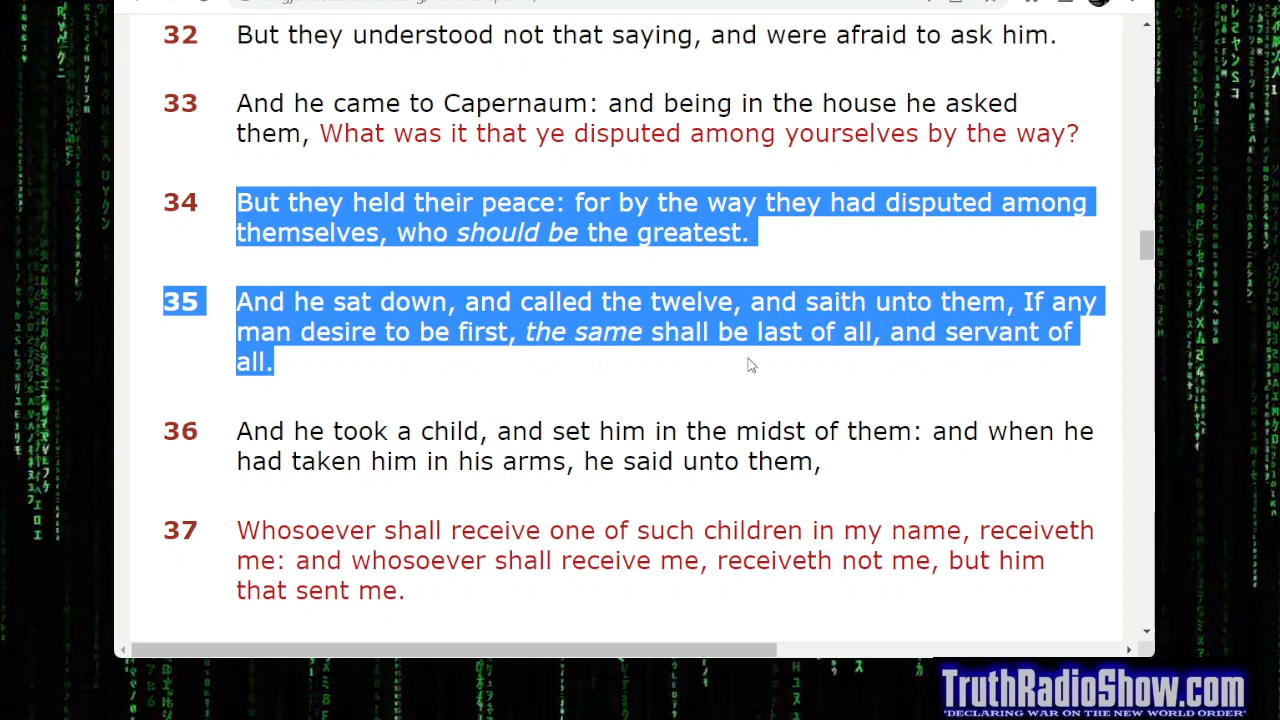 32 But they understood not that saying, and were afraid to ask him.
33 And he came to Capernaum: and being in the house he asked
them, What was it that ye disputed among yourselves by the way?
34 But they held their peace: for by the way they had disputed among
themselves, who should be the greatest.
35 And he sat down, and called the twelve, and saith unto them, If any
man desire to be first, the same shall be last of all, and servant of
all.
36 And he took a child, and set him in the midst of them: and when he
had taken him in his arms, he said unto them,
37 Whosoever shall receive one of such children in my name, receiveth
me: and whosoever shall receive me, receiveth not me, but him
that sent me.
TruthRadioShow.com
"DECLARING WAR ON THE NEW WORLD ORDER"